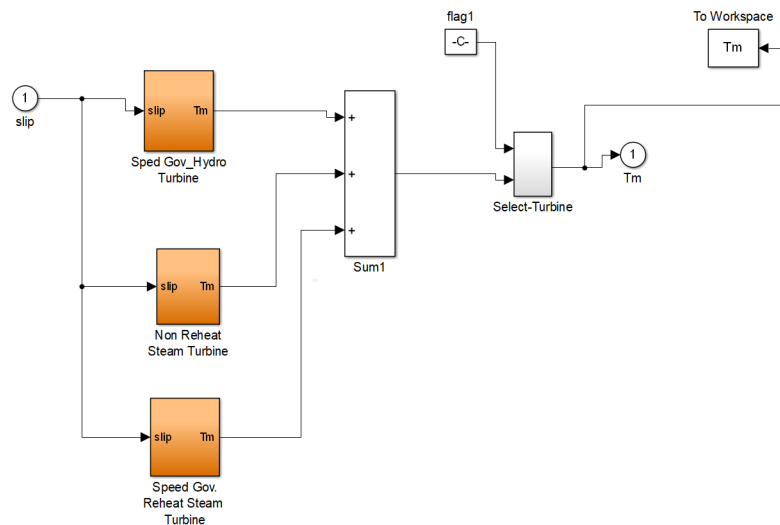 flag1
-C-
To Workspace
Tm
1
slip
slip Tm
Sped Gov_Hydro
Turbine
+
+
+
Sum1
Select-Turbine
1
Tm
slip Tm
Non Reheat
Steam Turbine
slip Tm
Speed Gov.
Reheat Steam
Turbine